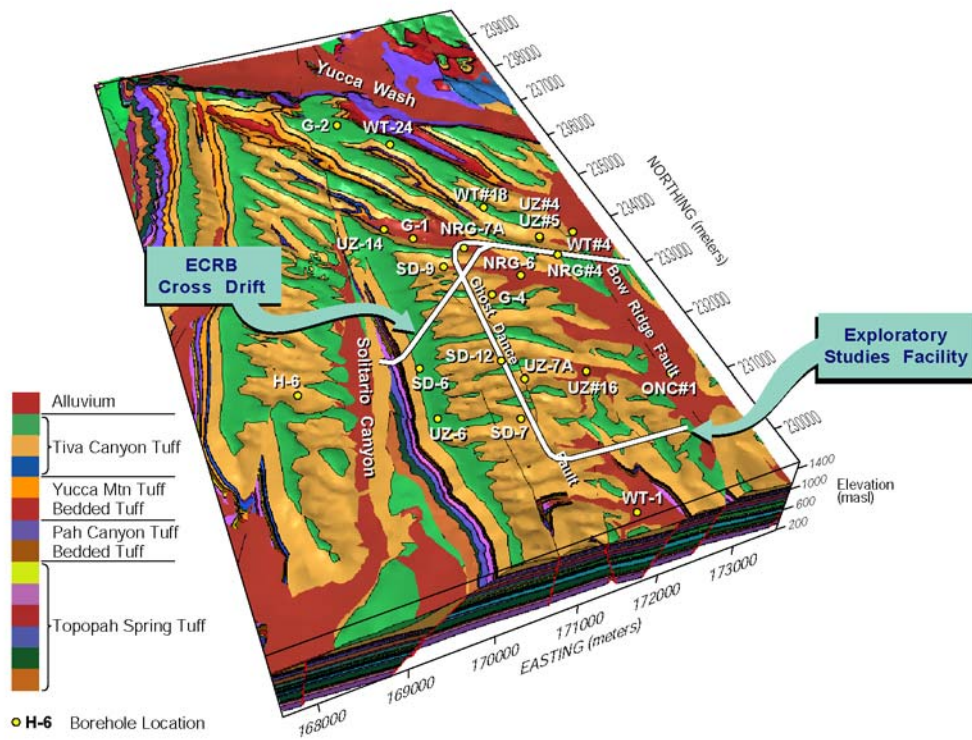 239000
238000
237000
236000
235000
234000
233000
232000
231000
230000
NORTHING (meters)
Yucca Wash
G-2
WT-24
WT#18
UZ#4
UZ#5
G-1
NRG-7A
WT#4
UZ-14
NRG-6
NRG#4
SD-9
G-4
ECRB
Cross Drift
Ghost Dance
Fault
Bow Ridge Fault
Exploratory
Studies Facility
Solitario Canyon
SD-12
UZ-7A
H-6
SD-6
UZ#16
ONC#1
UZ-6
SD-7
WT-1
1400
1000
600
200
Elevation
(masl)
168000
169000
170000
171000
172000
173000
EASTING (meters)
Alluvium
Tiva Canyon Tuff
Yucca Mtn Tuff
Bedded Tuff
Pah Canyon Tuff
Bedded Tuff
Topopah Spring Tuff
H-6 Borehole Location